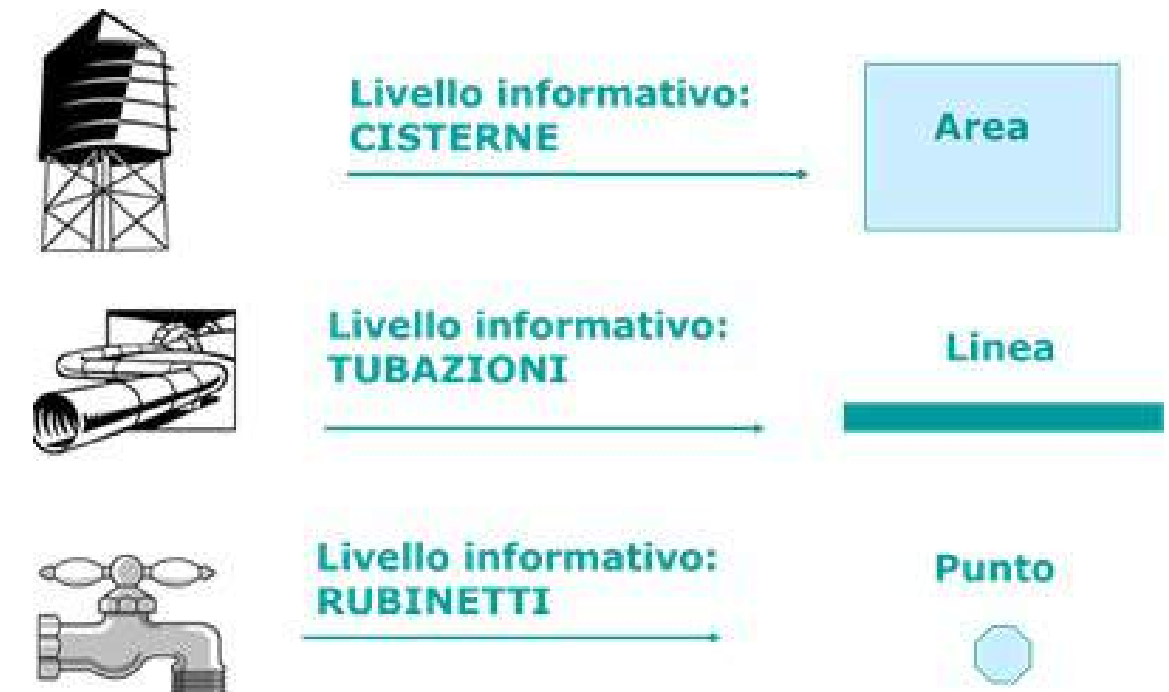 Livello informativo:
CISTERNE
Area
Livello informativo:
TUBAZIONI
Linea
Livello informativo:
RUBINETTI
Punto